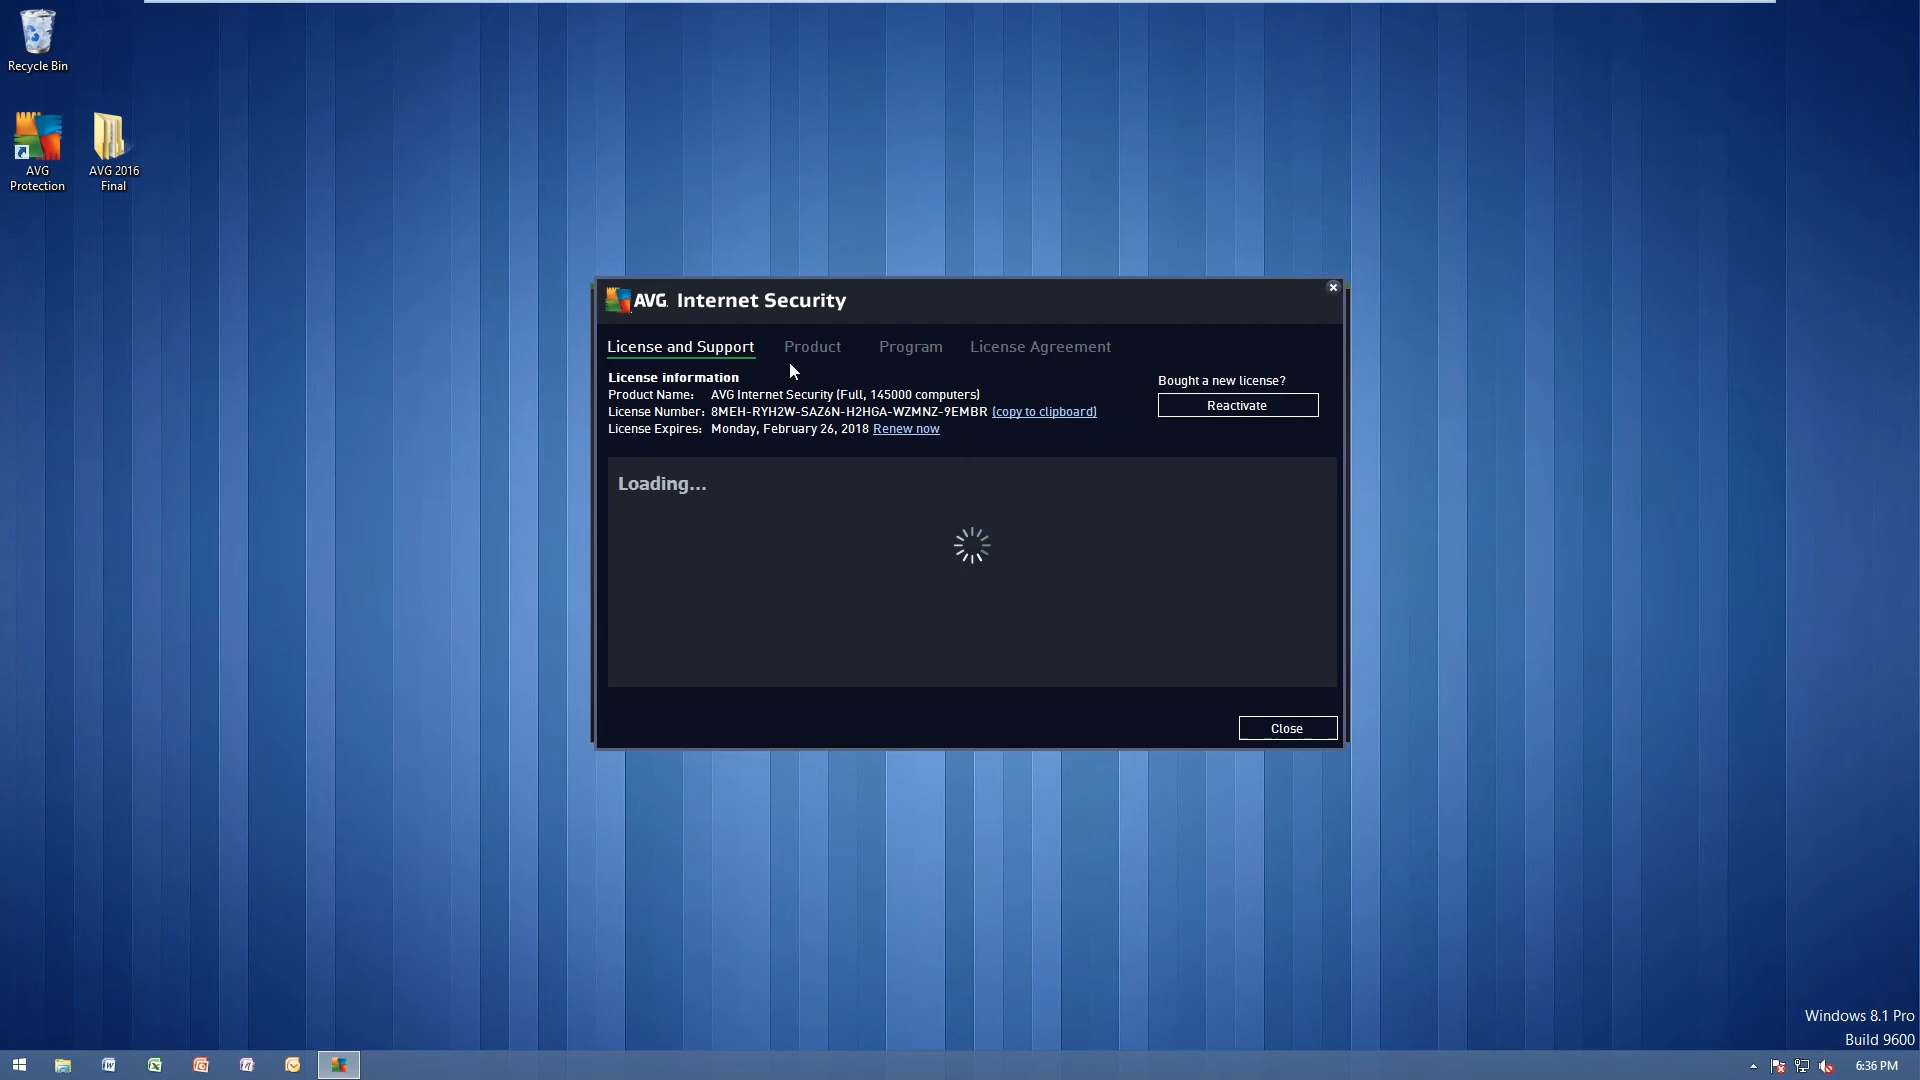 Recycle Bin
AVG
Protection
AVG 2016
Final
AVG. Internet Security
License and Support Product Program License Agreement
License information
Product Name: AVG Internet Security (Full, 145000 computers)
License Number: 8MEH-RYH2W-SAZ6N-H2HGA-WZMNZ-9EMBR (copy to clipboard)
License Expires: Monday, February 26, 2018 Renew now
Bought a new license?
Reactivate
Loading...
Close
Windows 8.1 Pro
Build 9600
6:36 PM